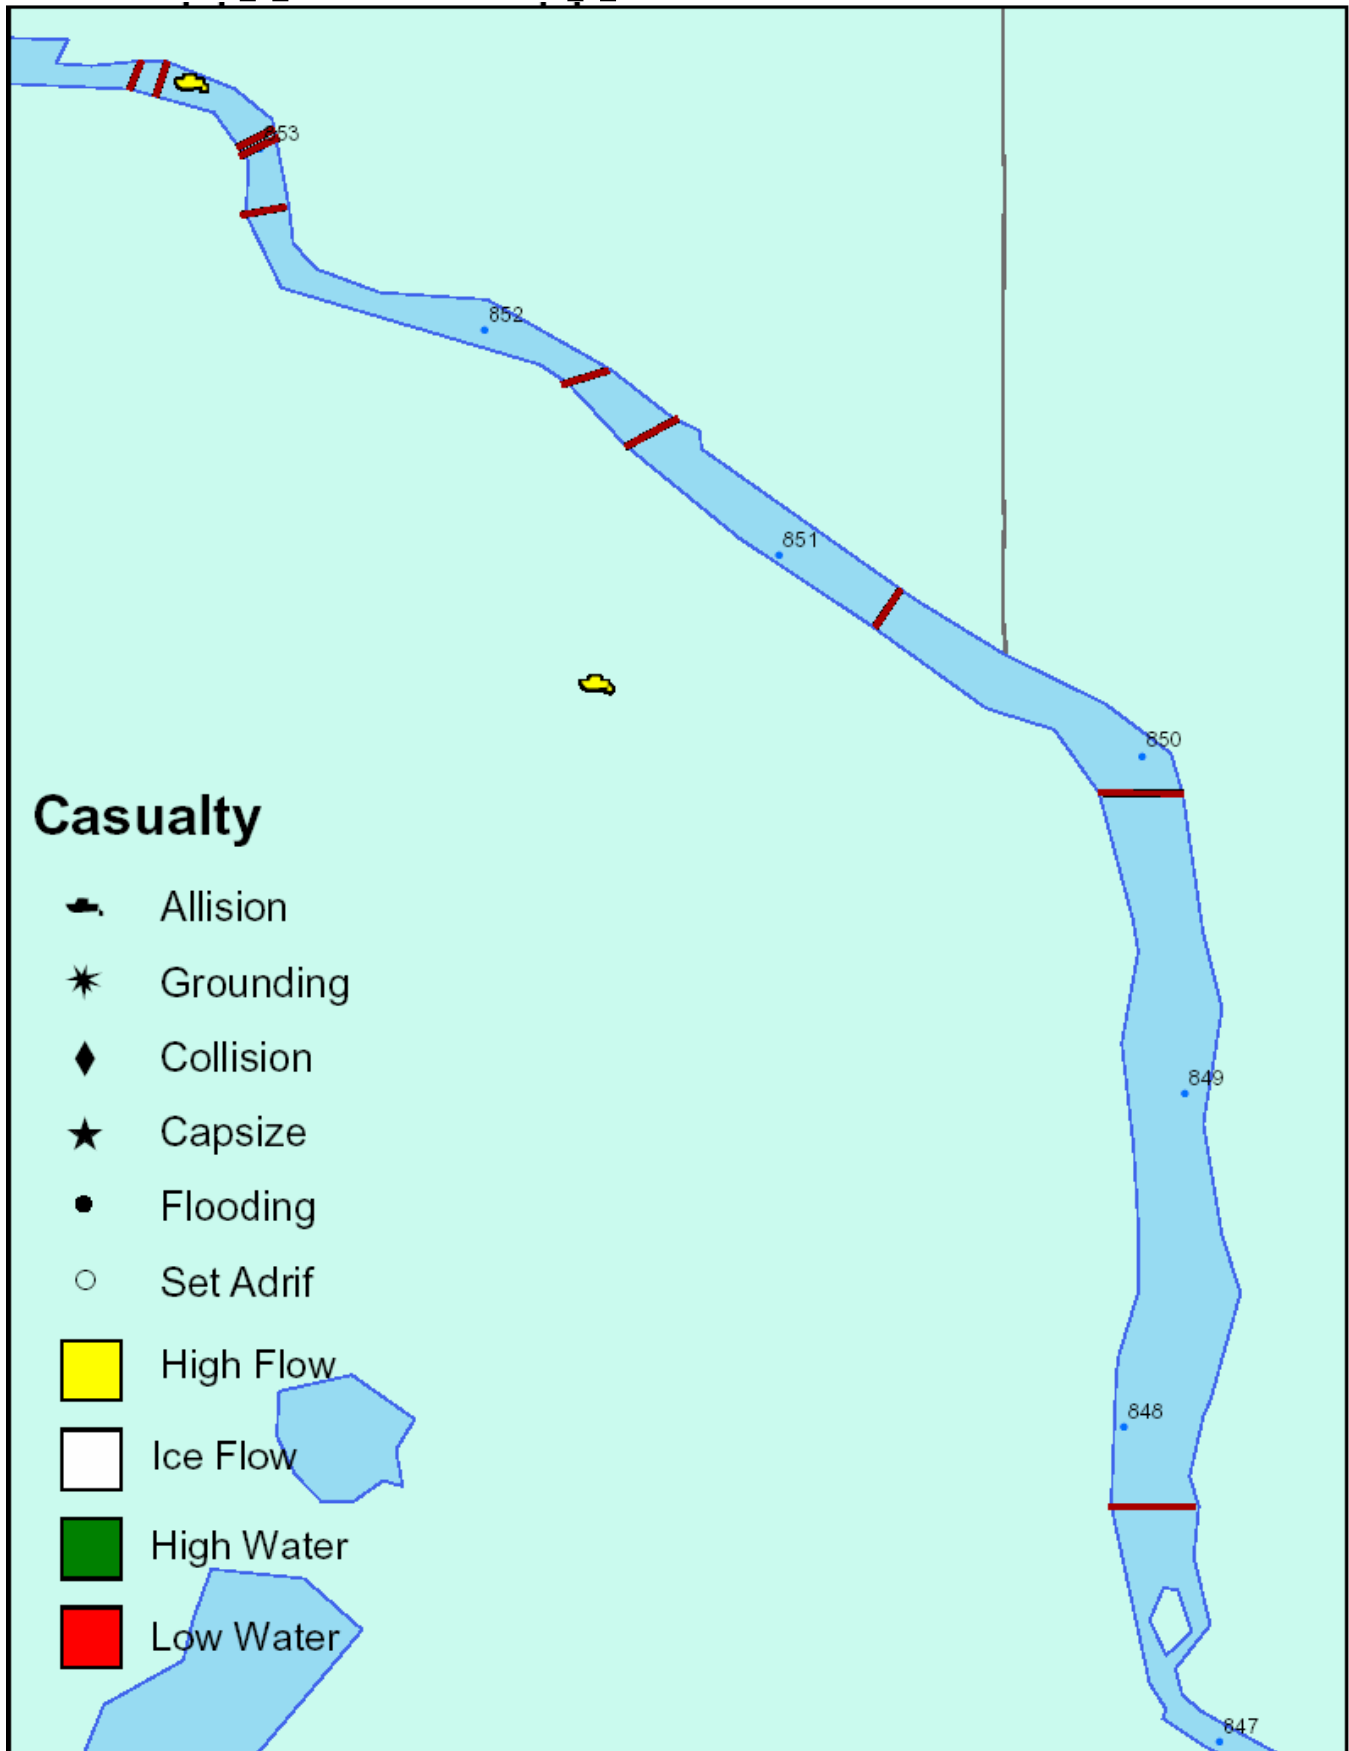 853
852
851
850
Casualty
Allision
Grounding
Collision
849
Capsize
Flooding
Set Adrif
High Flow
848
Ice Flow
High Water
Low Water
847